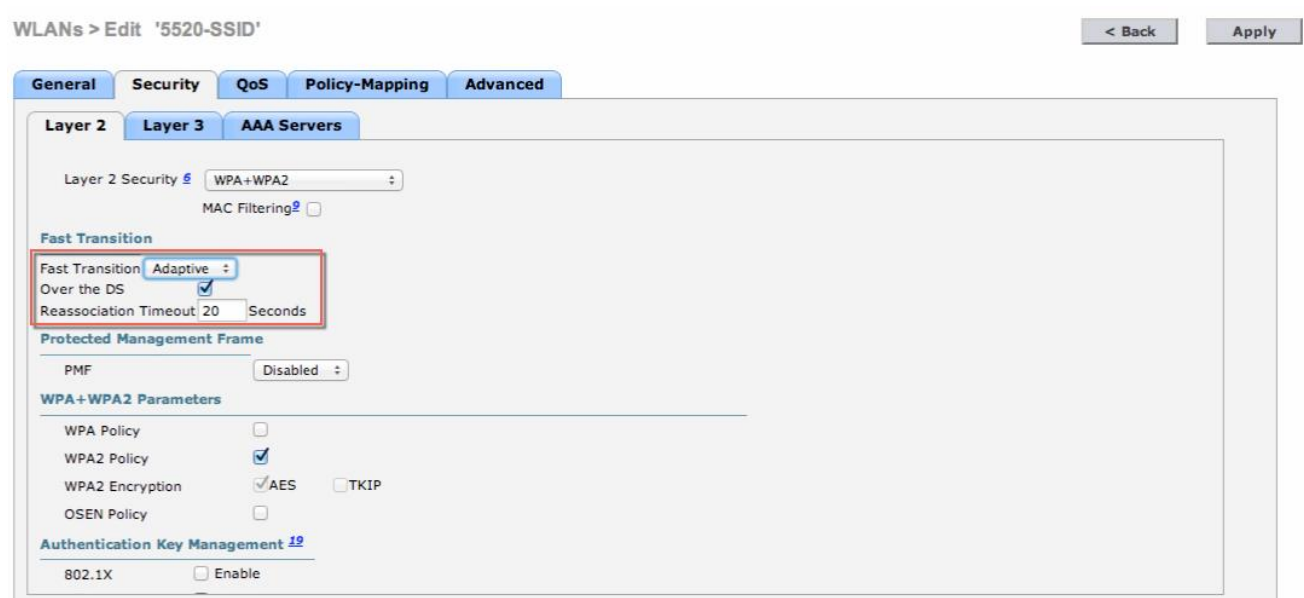 WLANs > Edit '5520-SSID'
< Back
Apply
General
Security
QoS
Policy-Mapping
Advanced
Layer 2
Layer 3
AAA Servers
Layer 2 Security 6 WPA+WPA2
MAC Filtering9
Fast Transition
Fast Transition Adaptive
Over the DS
Reassociation Timeout 20 Seconds
Protected Management Frame
PMF Disabled
WPA+WPA2 Parameters
WPA Policy
WPA2 Policy
WPA2 Encryption AES TKIP
OSEN Policy
Authentication Key Management 19
802.1X Enable